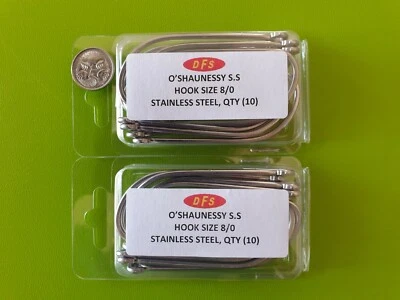 DFS
O'SHAUNESSY S.S
HOOK SIZE 8/0
STAINLESS STEEL, QTY (10)
DFS
O'SHAUNESSY S.S
HOOK SIZE 8/0
STAINLESS STEEL, QTY (10)